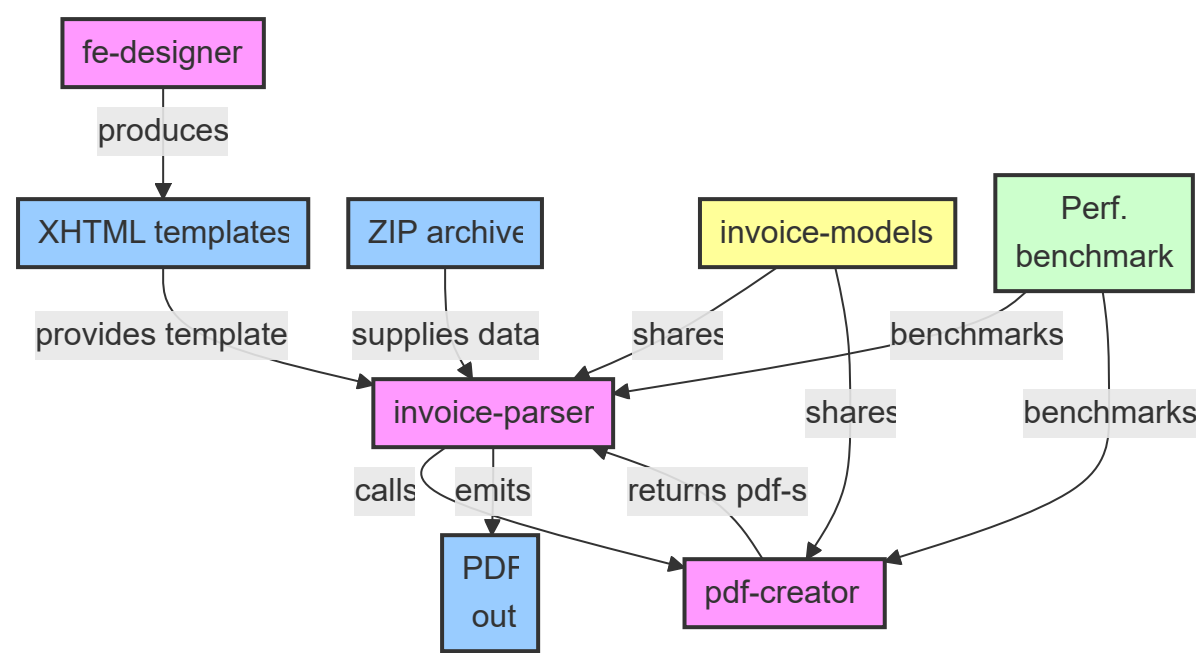 fe-designer
produces
XHTML templates
ZIP archive
invoice-models
Perf.
benchmark
provides template
supplies data
shares
benchmarks
invoice-parser
shares
benchmarks
calls
emits
returns pdf-s
PDF
out
pdf-creator